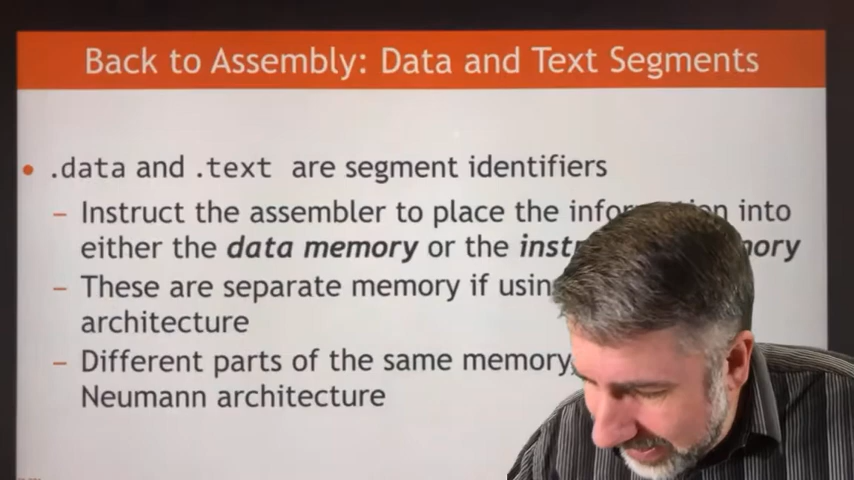 Back to Assembly: Data and Text Segments
• .data and .text are segment identifiers
– Instruct the assembler to place the information into
either the data memory or the
– These are separate memory if using
architecture
– Different parts of the same memory,
Neumann architecture